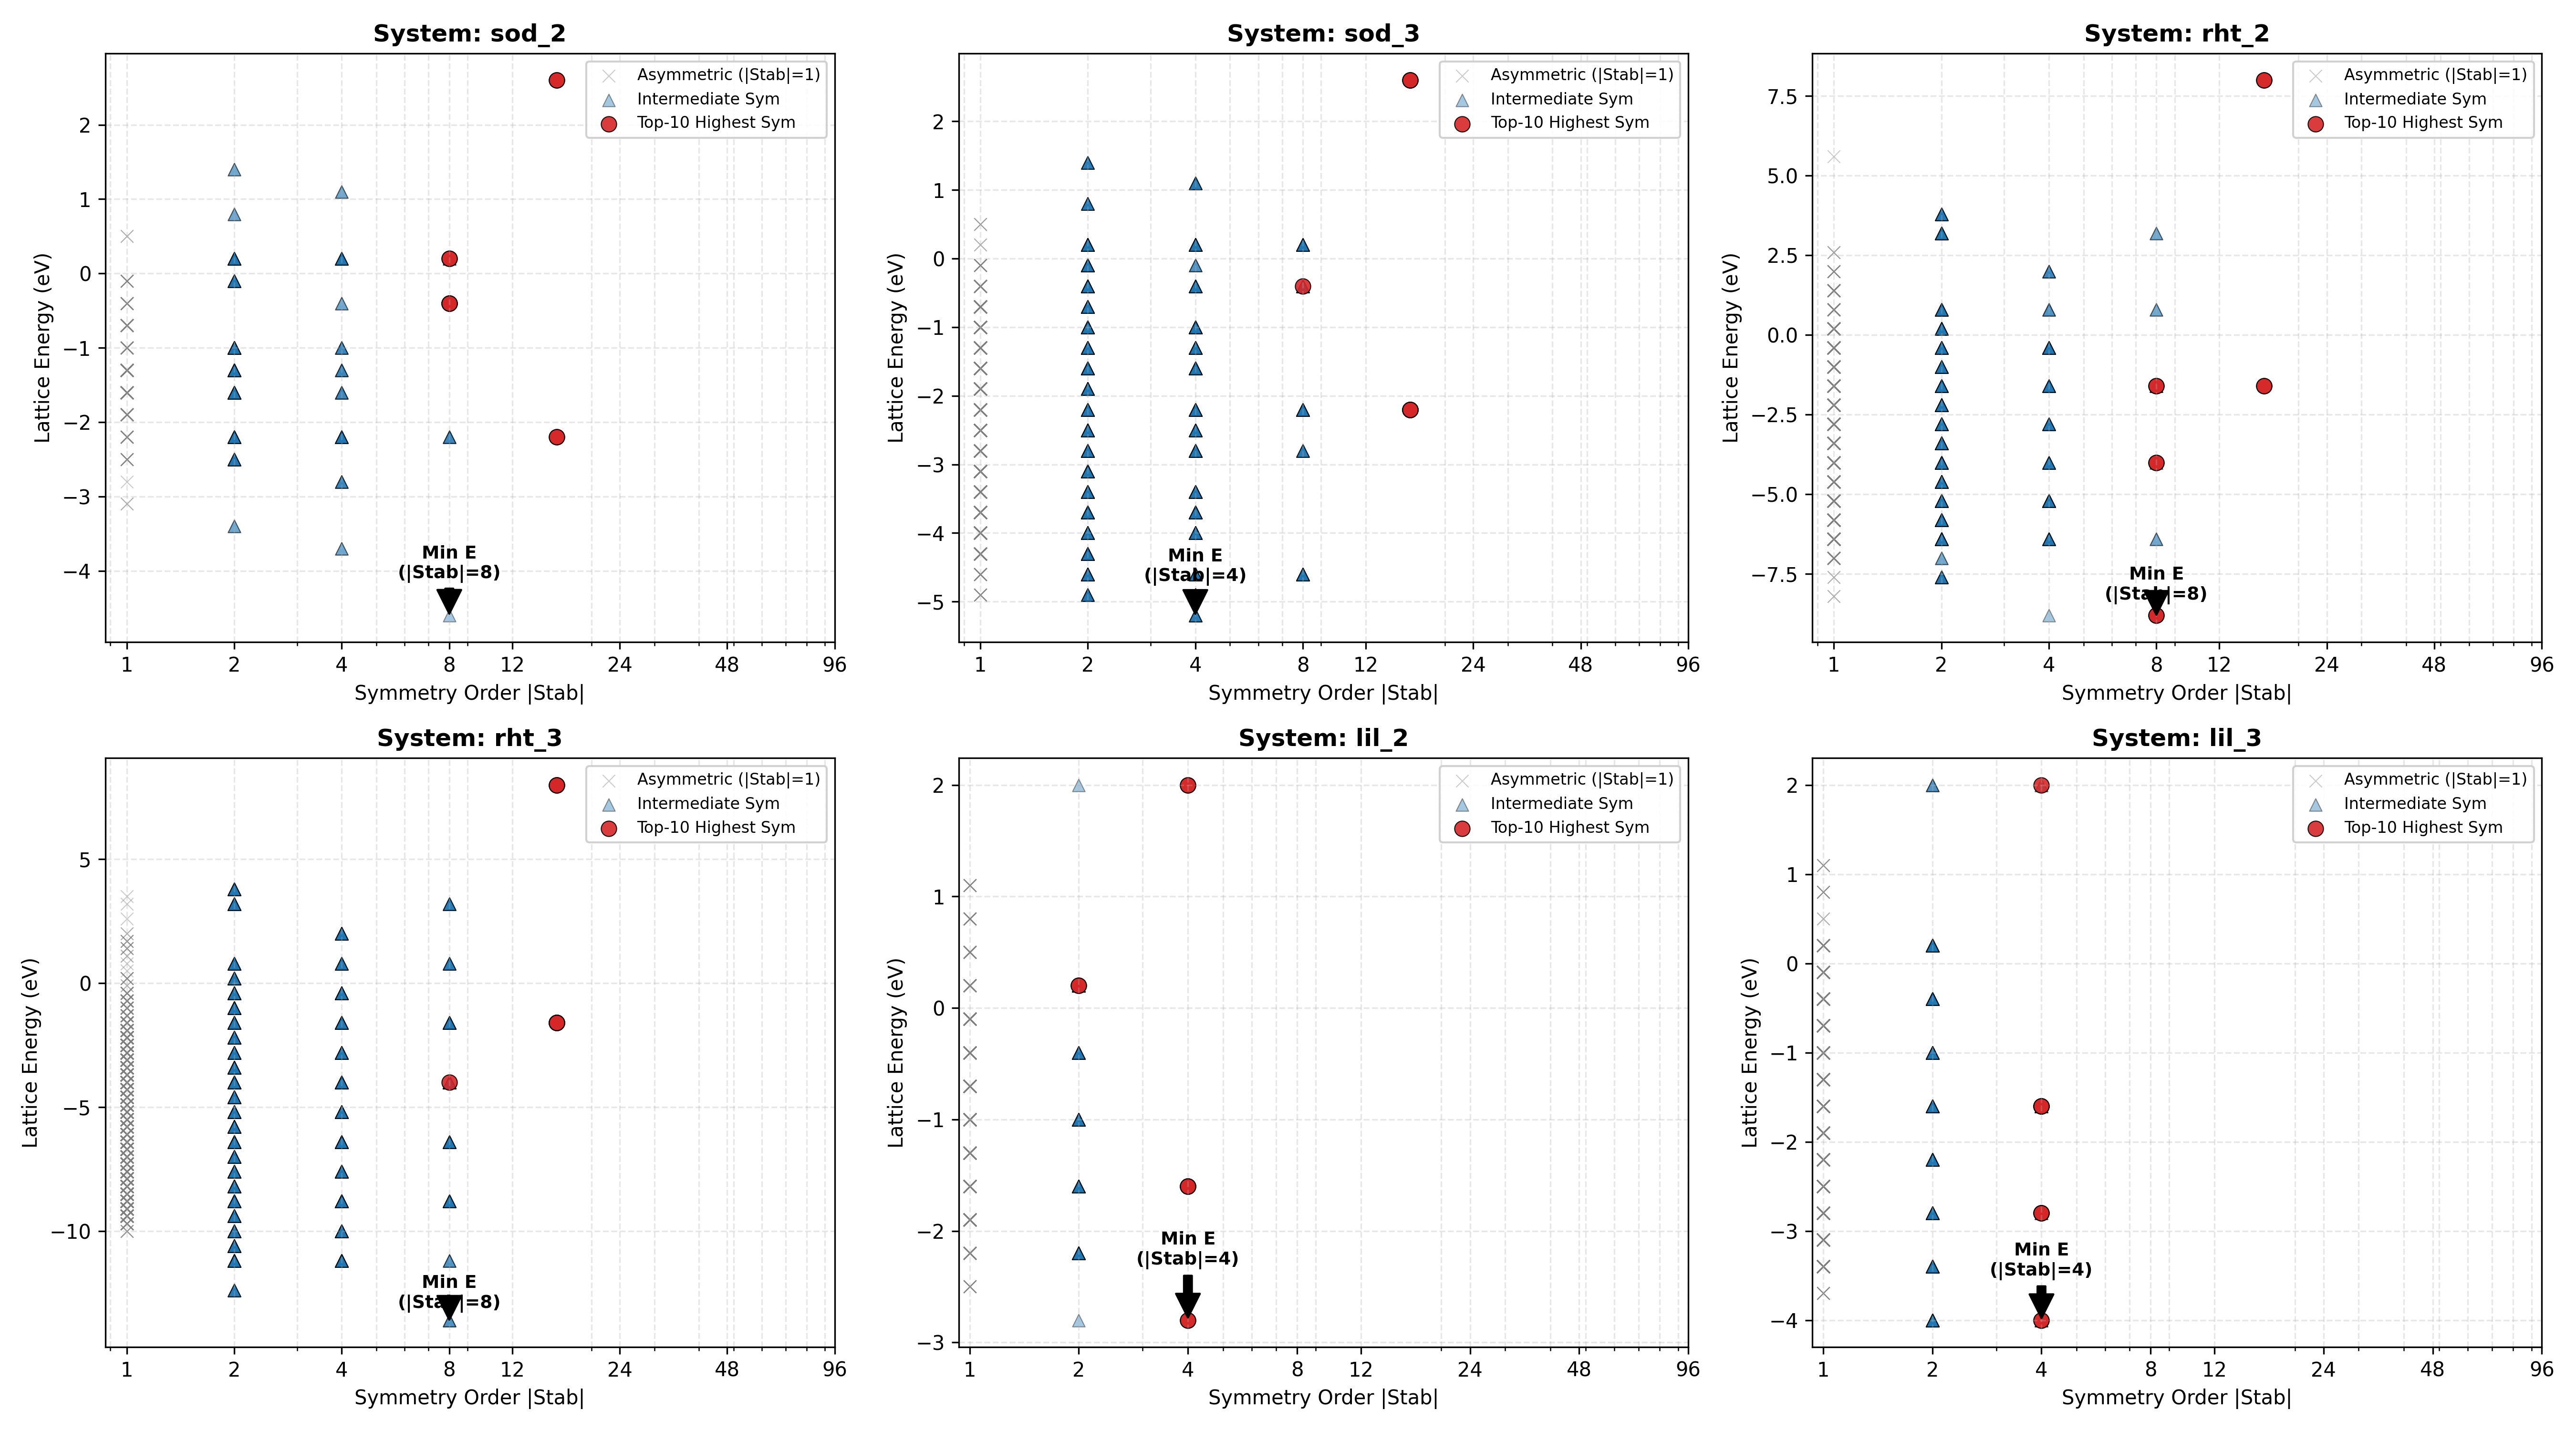 System: sod_2
Lattice Energy (eV)
2
1
0
−1
−2
−3
−4
Asymmetric (|Stab|=1)
Intermediate Sym
Top-10 Highest Sym
Min E
(|Stab|=8)
1 2 4 8 12 24 48 96
Symmetry Order |Stab|
System: sod_3
Lattice Energy (eV)
2
1
0
−1
−2
−3
−4
−5
Asymmetric (|Stab|=1)
Intermediate Sym
Top-10 Highest Sym
Min E
(|Stab|=4)
1 2 4 8 12 24 48 96
Symmetry Order |Stab|
System: rht_2
Lattice Energy (eV)
7.5
5.0
2.5
0.0
−2.5
−5.0
−7.5
Asymmetric (|Stab|=1)
Intermediate Sym
Top-10 Highest Sym
Min E
(|Stab|=8)
1 2 4 8 12 24 48 96
Symmetry Order |Stab|
System: rht_3
Lattice Energy (eV)
5
0
−5
−10
Asymmetric (|Stab|=1)
Intermediate Sym
Top-10 Highest Sym
Min E
(|Stab|=8)
1 2 4 8 12 24 48 96
Symmetry Order |Stab|
System: lil_2
Lattice Energy (eV)
2
1
0
−1
−2
−3
Asymmetric (|Stab|=1)
Intermediate Sym
Top-10 Highest Sym
Min E
(|Stab|=4)
1 2 4 8 12 24 48 96
Symmetry Order |Stab|
System: lil_3
Lattice Energy (eV)
2
1
0
−1
−2
−3
−4
Asymmetric (|Stab|=1)
Intermediate Sym
Top-10 Highest Sym
Min E
(|Stab|=4)
1 2 4 8 12 24 48 96
Symmetry Order |Stab|